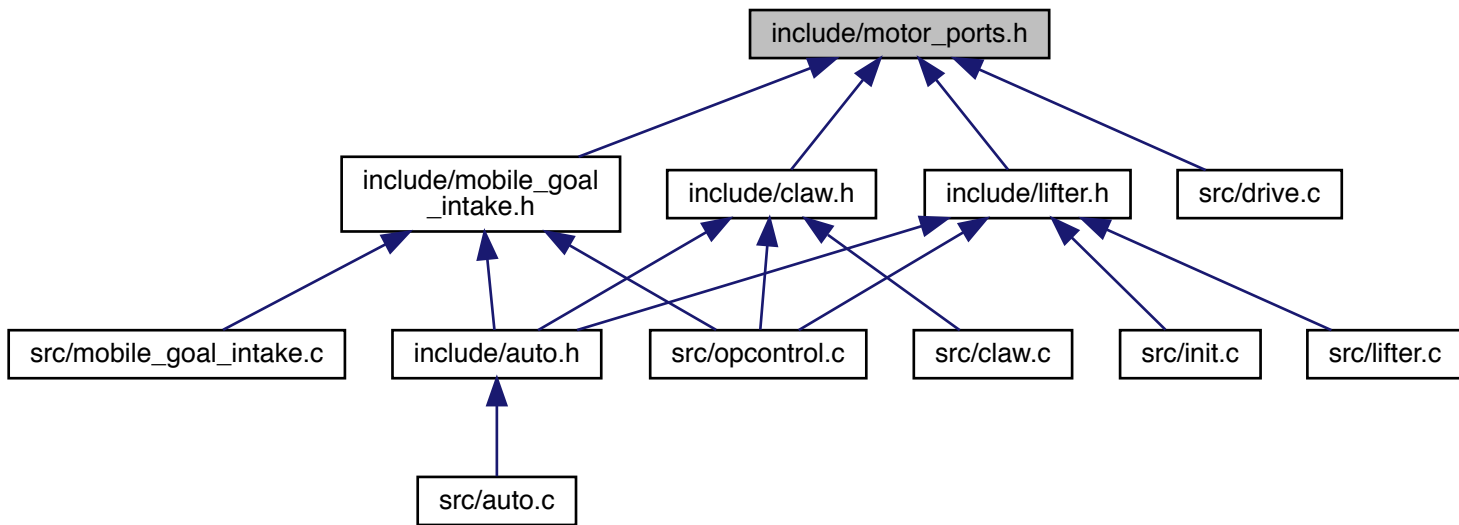 include/motor_ports.h
include/mobile_goal
_intake.h
include/claw.h
include/lifter.h
src/drive.c
src/mobile_goal_intake.c
include/auto.h
src/opcontrol.c
src/claw.c
src/init.c
src/lifter.c
src/auto.c